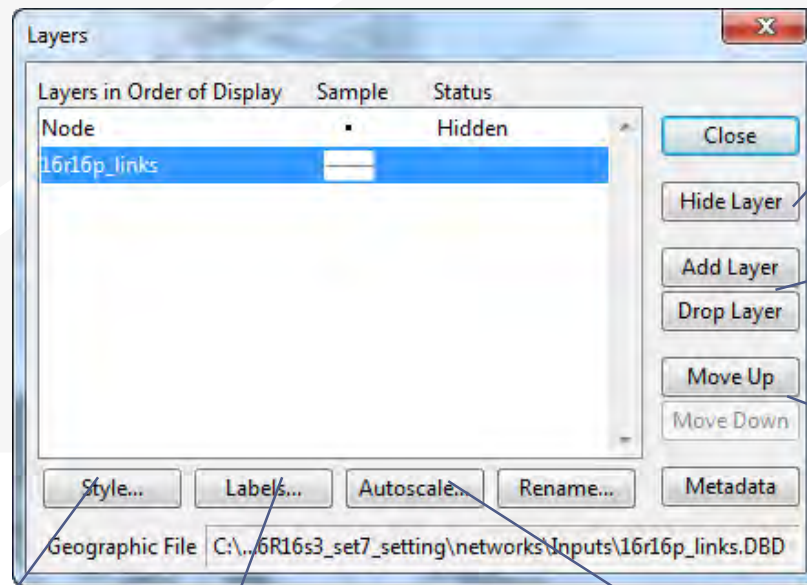 Layers
Layers in Order of Display Sample Status
Node Hidden
16r16p_links
Close
Hide Layer
Add Layer
Drop Layer
Move Up
Move Down
Style... Labels... Autoscale... Rename... Metadata
Geographic File C:\...6R16s3_set7_setting\networks\Inputs\16r16p_links.DBD